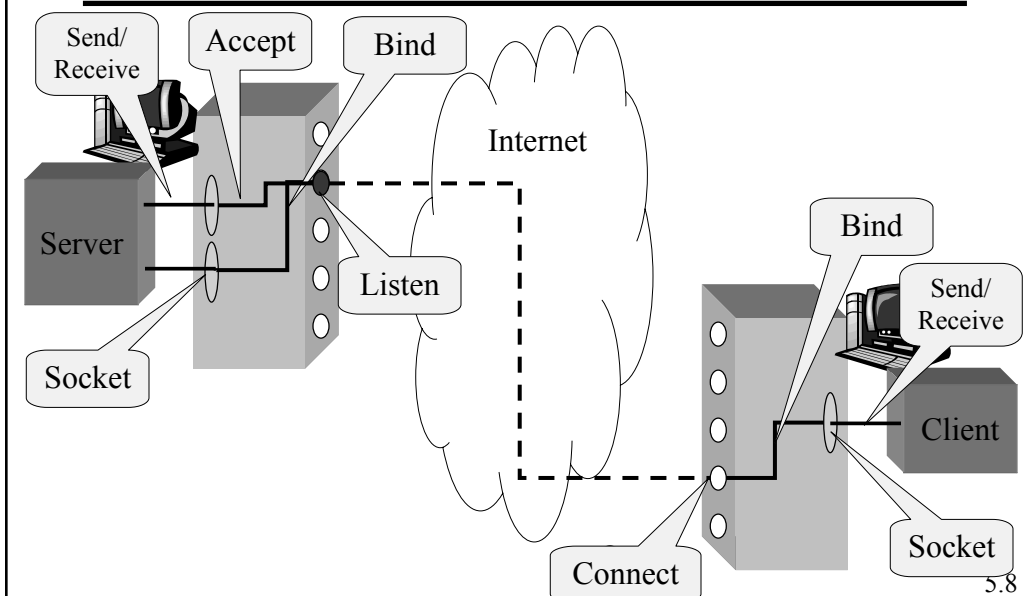 Send/
Receive
Accept
Bind
Internet
Server
Listen
Socket
Bind
Send/
Receive
Client
Socket
Connect
5.8